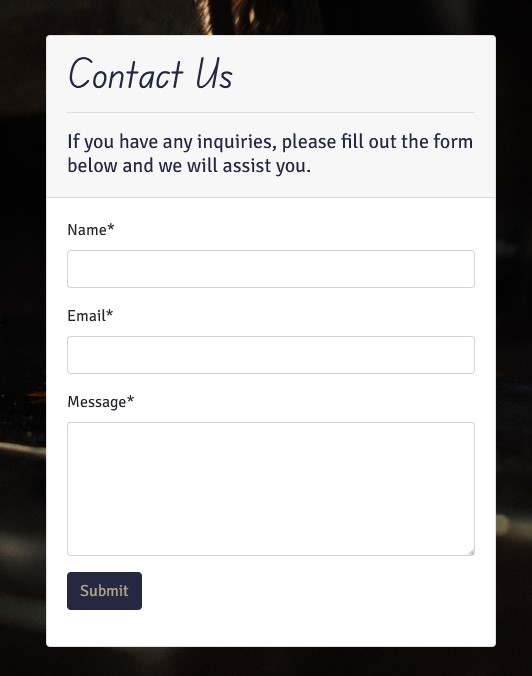 Contact Us
If you have any inquiries, please fill out the form
below and we will assist you.
Name*
Email*
Message*
Submit